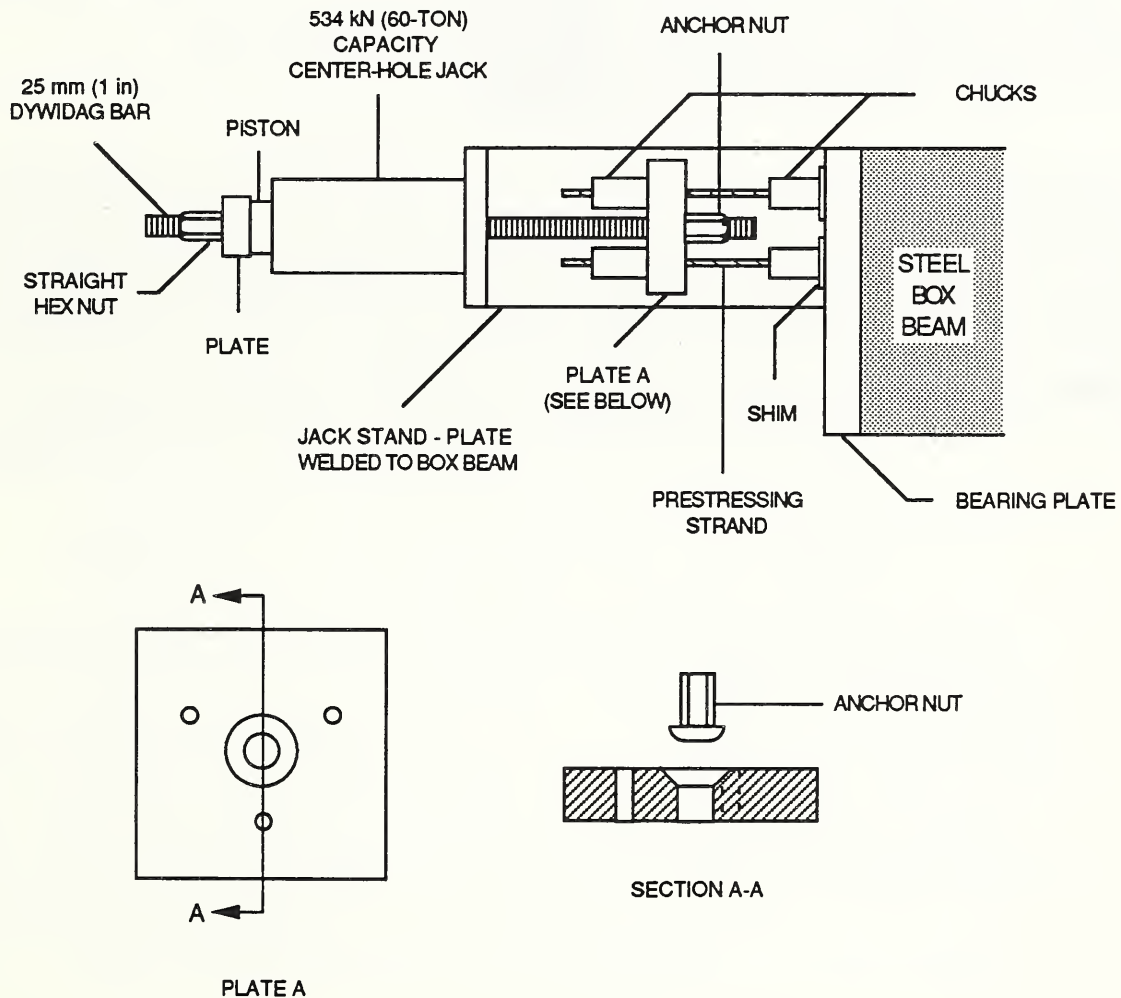 534 kN (60-TON)
CAPACITY
CENTER-HOLE JACK
ANCHOR NUT
25 mm (1 in)
DYWIDAG BAR
PISTON
CHUCKS
STRAIGHT
HEX NUT
PLATE
STEEL
BOX
BEAM
PLATE A
(SEE BELOW)
SHIM
JACK STAND - PLATE
WELDED TO BOX BEAM
PRESTRESSING
STRAND
BEARING PLATE
A
A
PLATE A
ANCHOR NUT
SECTION A-A